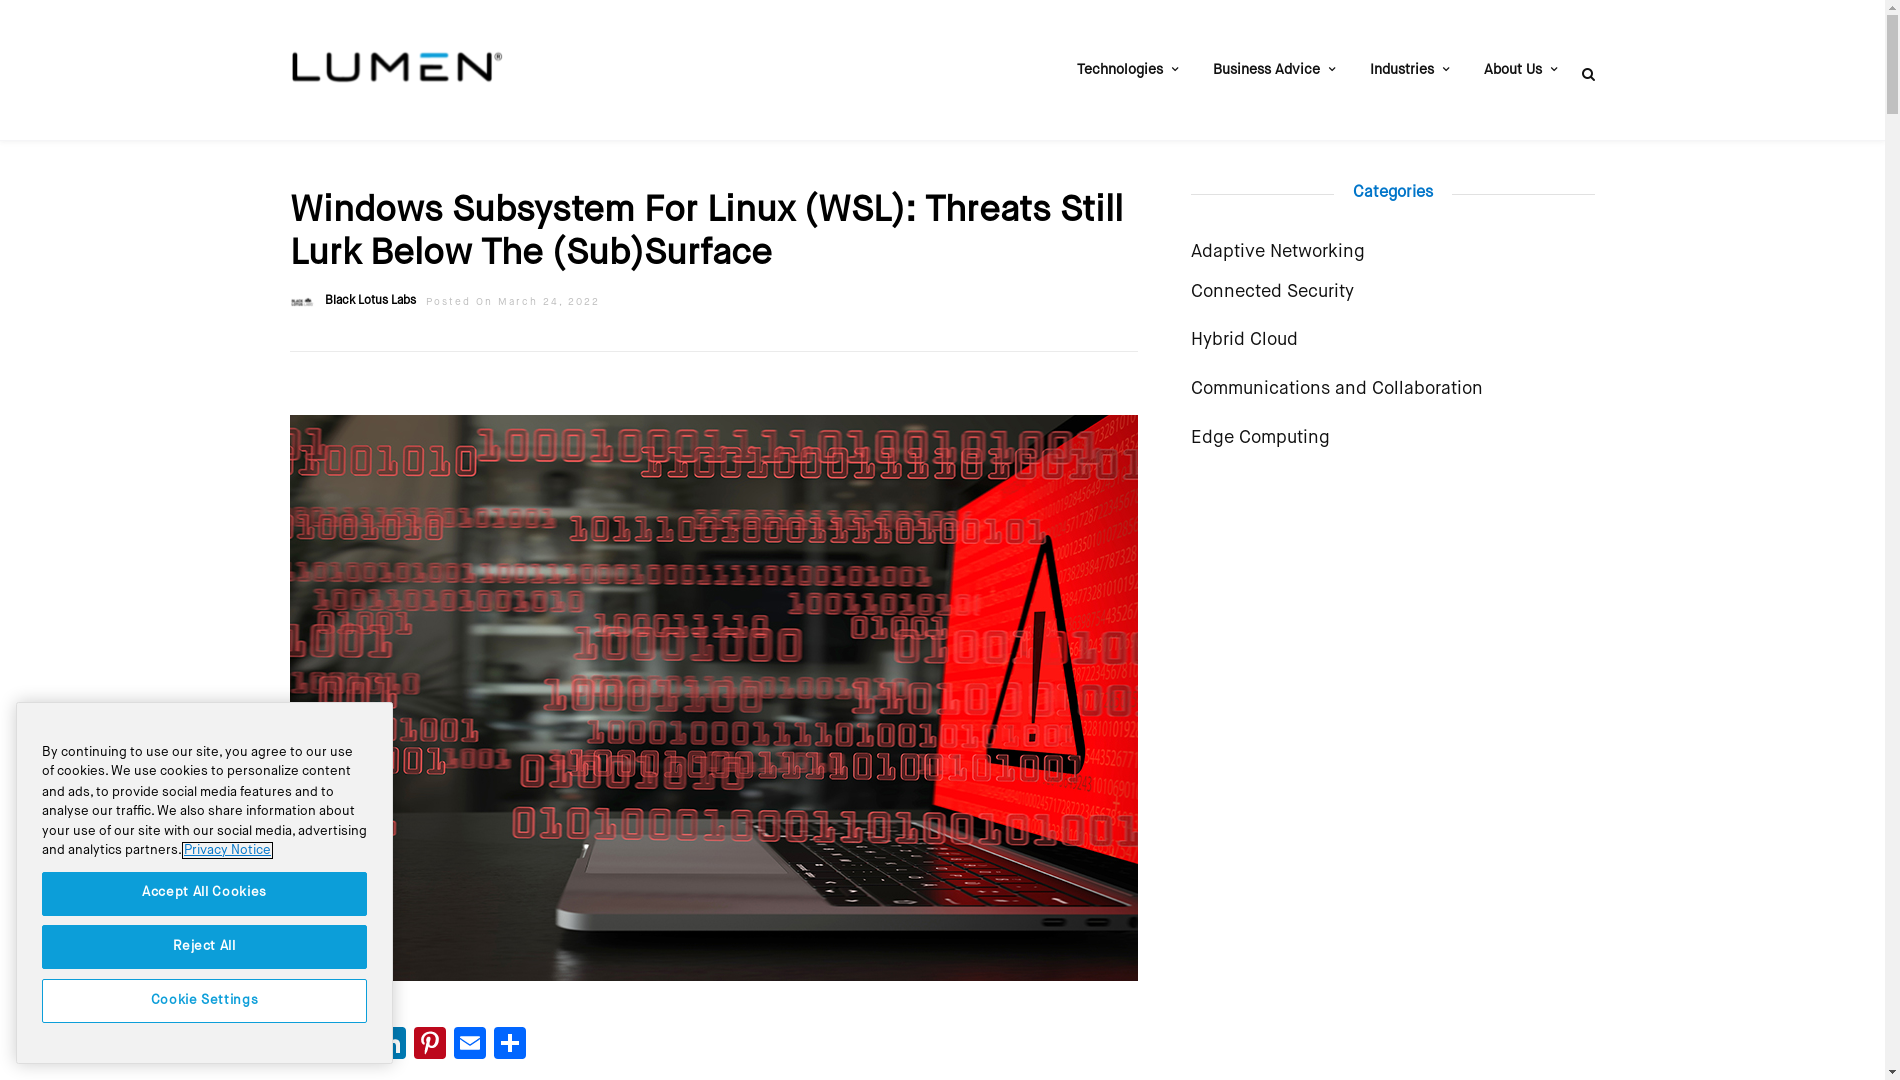 LUMEN®
Technologies
Business Advice
Industries
About Us
Windows Subsystem For Linux (WSL): Threats Still
Lurk Below The (Sub)Surface
Black Lotus Labs Posted On March 24, 2022
Categories
Adaptive Networking
Connected Security
Hybrid Cloud
Communications and Collaboration
Edge Computing
By continuing to use our site, you agree to our use
of cookies. We use cookies to personalize content
and ads, to provide social media features and to
analyse our traffic. We also share information about
your use of our site with our social media, advertising
and analytics partners. Privacy Notice
Accept All Cookies
Reject All
Cookie Settings